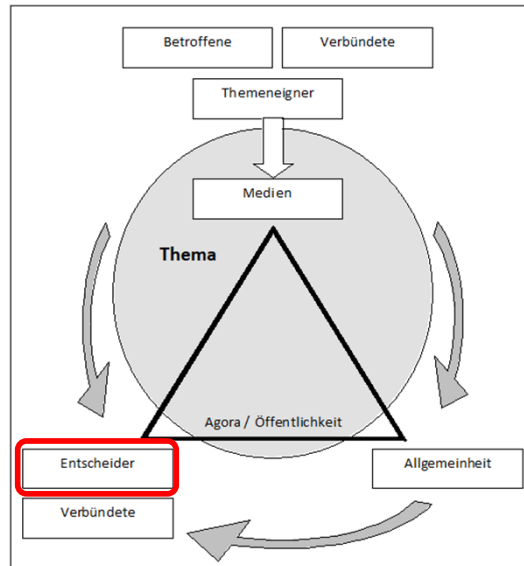 Betroffene
Verbündete
Themeneigner
Medien
Thema
Agora / Öffentlichkeit
Entscheider
Allgemeinheit
Verbündete